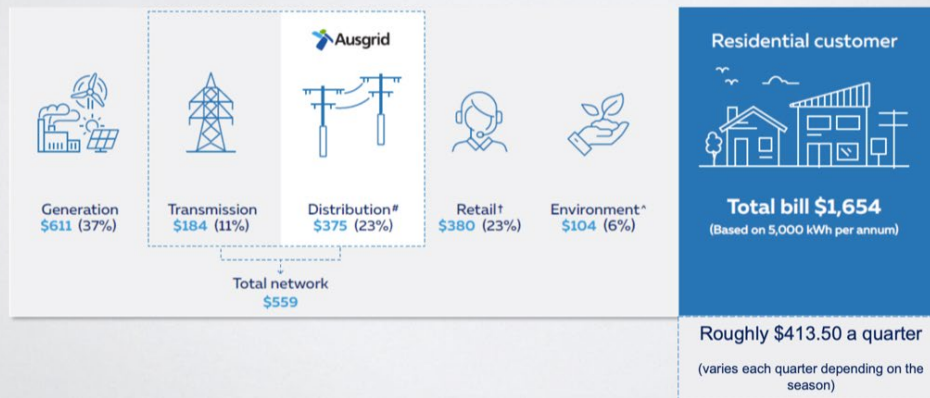 Ausgrid
Residential customer
Generation
$611 (37%)
Transmission
$184 (11%)
Distribution#
$375 (23%)
Retail†
$380 (23%)
Environment^
$104 (6%)
Total bill $1,654
(Based on 5,000 kWh per annum)
Total network
$559
Roughly $413.50 a quarter
(varies each quarter depending on the
season)